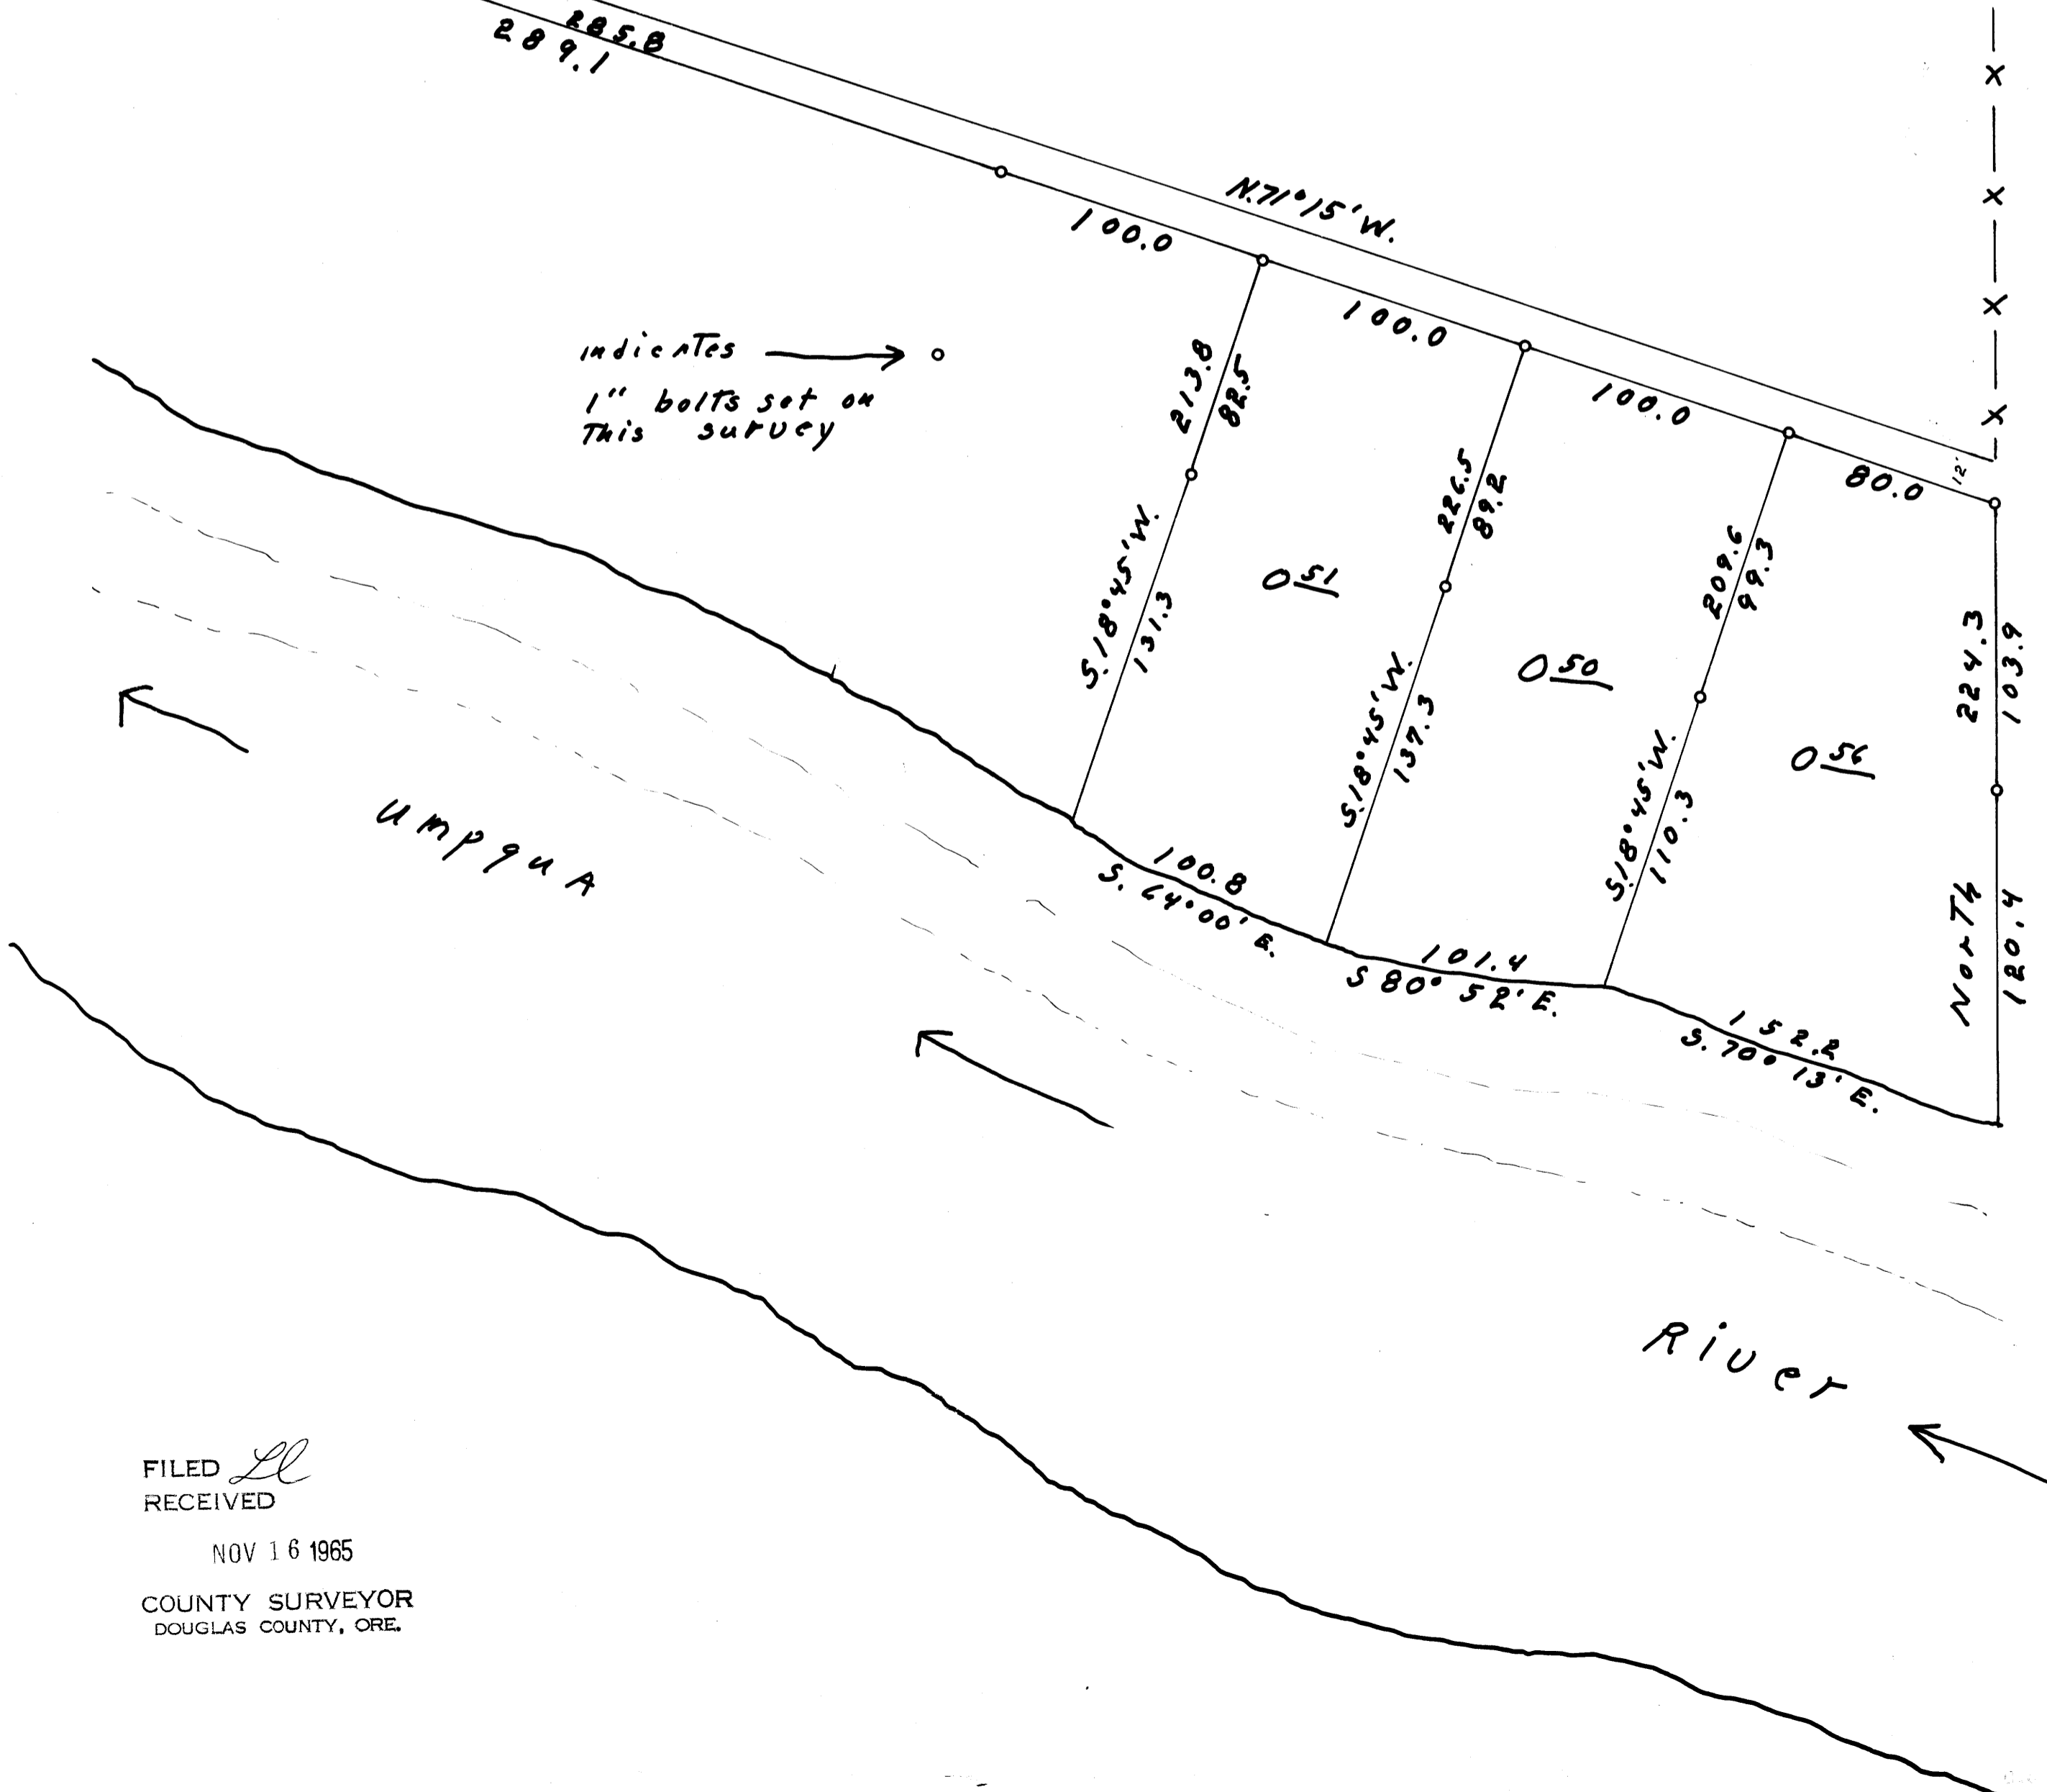 285.8
289.1
N.71°15'W.
100.0
100.0
100.0
80.0
12'
indicates
1" bolts set on
This survey
213.8
82.5
S.18°45'W.
131.3
226.5
89.2
S.18°45'W.
137.3
209.6
99.3
S.18°45'W.
110.3
224.3
103.9
North
120.4
O 51
O 50
O 56
100.8
S. 64°00' E.
101.4
S 80° 52' E.
152.2
S. 70° 13' E.
UmpquA
River
FILED
RECEIVED
NOV 16 1965
COUNTY SURVEYOR
DOUGLAS COUNTY, ORE.
X
X
X
X